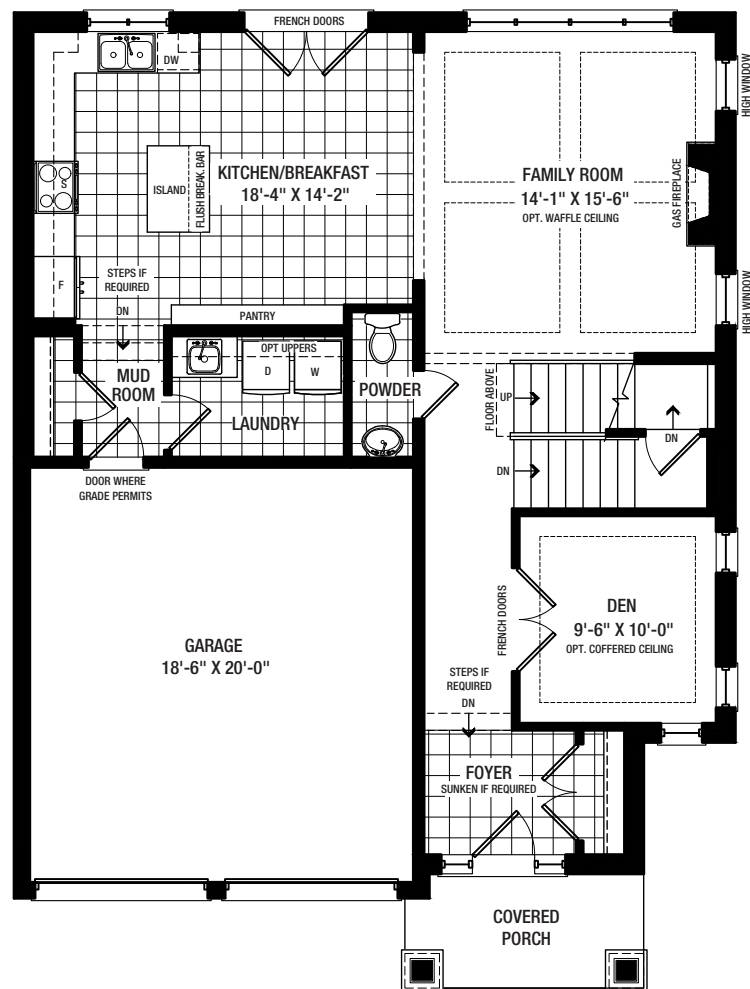 FRENCH DOORS
DW
HIGH WINDOW
S
ISLAND
FLUSH BREAK. BAR
KITCHEN/BREAKFAST
18'-4" X 14'-2"
FAMILY ROOM
14'-1" X 15'-6"
OPT. WAFFLE CEILING
GAS FIREPLACE
F
STEPS IF
REQUIRED
DN
PANTRY
HIGH WINDOW
OPT UPPERS
D
W
MUD
ROOM
LAUNDRY
POWDER
FLOOR ABOVE
UP
DN
DN
DOOR WHERE
GRADE PERMITS
GARAGE
18'-6" X 20'-0"
FRENCH DOORS
DEN
9'-6" X 10'-0"
OPT. COFFERED CEILING
STEPS IF
REQUIRED
DN
FOYER
SUNKEN IF REQUIRED
COVERED
PORCH